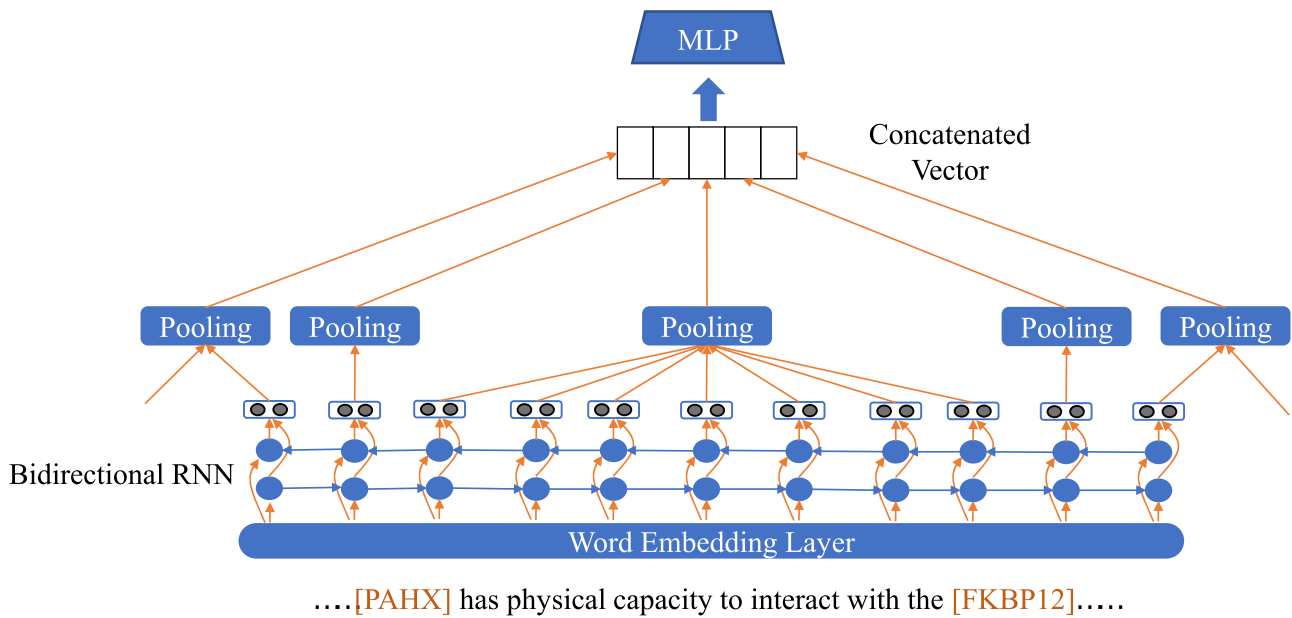 MLP
Concatenated
Vector
Pooling Pooling Pooling Pooling Pooling
Bidirectional RNN
Word Embedding Layer
.....[PAHX] has physical capacity to interact with the [FKBP12].....